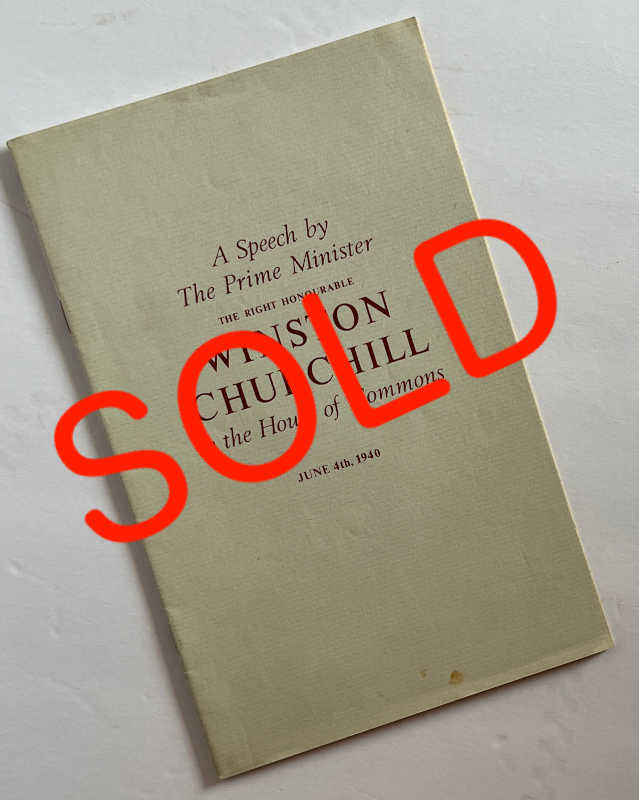 A Speech by
The Prime Minister
THE RIGHT HONOURABLE
WINSTON
CHURCHILL
the House of Commons
JUNE 4th, 1940
SOLD